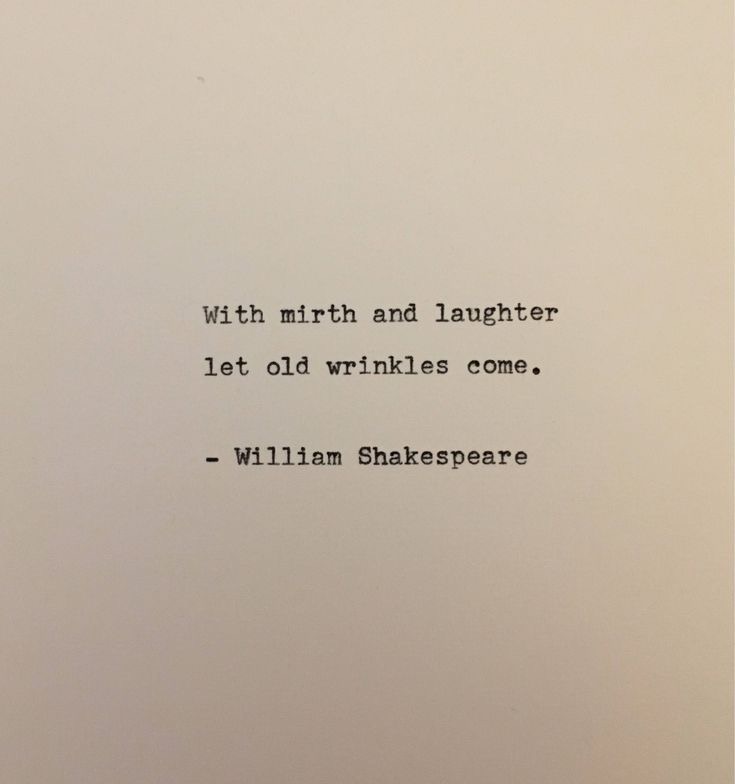 With mirth and laughter
let old wrinkles come.
- William Shakespeare